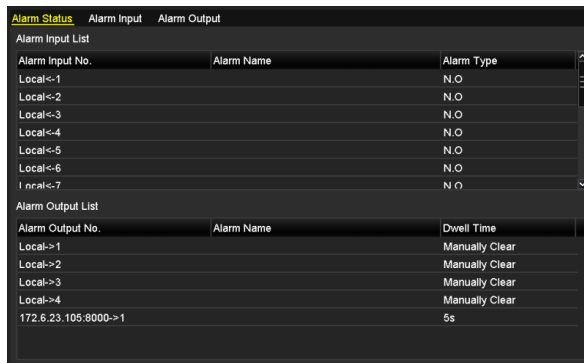 Alarm Status Alarm Input Alarm Output
Alarm Input List
Alarm Input No. Alarm Name Alarm Type
Local<-1 N.O
Local<-2 N.O
Local<-3 N.O
Local<-4 N.O
Local<-5 N.O
Local<-6 N.O
Local<-7 N.O
Alarm Output List
Alarm Output No. Alarm Name Dwell Time
Local->1 Manually Clear
Local->2 Manually Clear
Local->3 Manually Clear
Local->4 Manually Clear
172.6.23.105:8000->1 5s